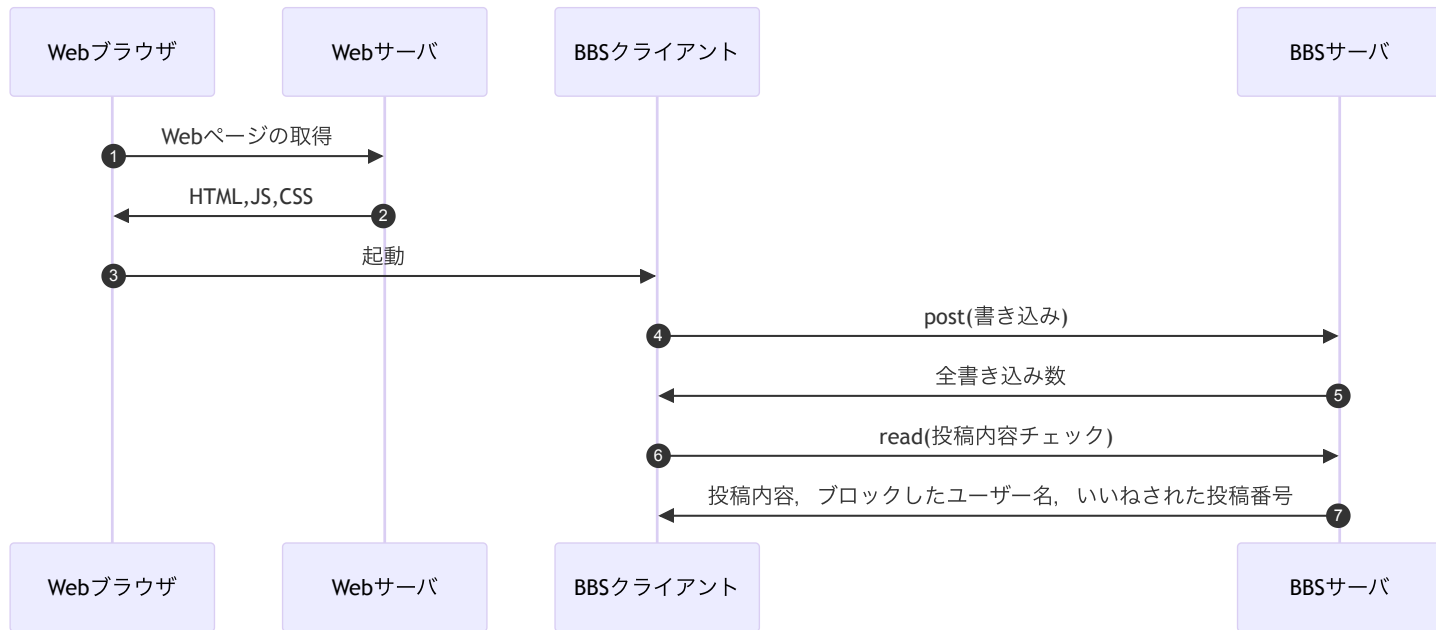 Webブラウザ
Webサーバ
BBSクライアント
BBSサーバ
Webページの取得
1
HTML,JS,CSS
2
起動
3
post(書き込み)
4
全書き込み数
5
read(投稿内容チェック)
6
投稿内容，ブロックしたユーザー名，いいねされた投稿番号
7
Webブラウザ
Webサーバ
BBSクライアント
BBSサーバ